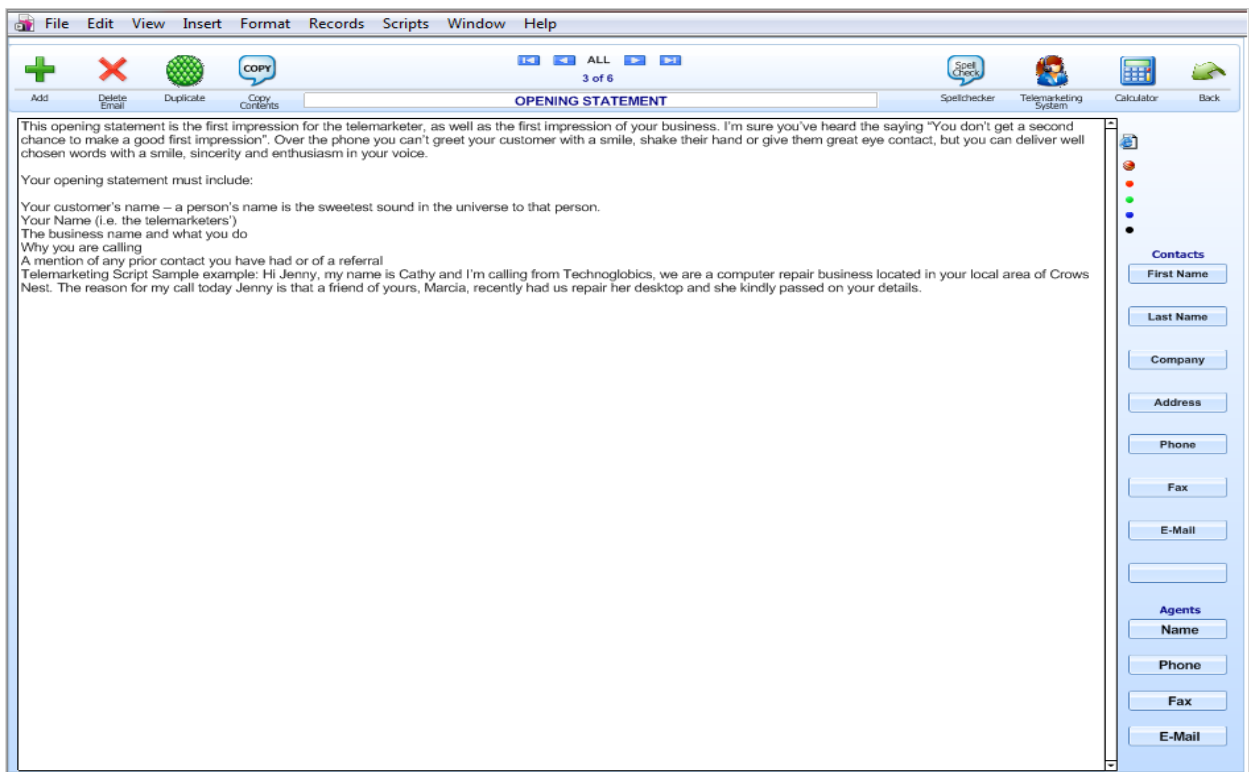 File Edit View Insert Format Records Scripts Window Help
ALL
3 of 6
COPY
Spell Check
Add
Delete Email
Duplicate
Copy Contents
OPENING STATEMENT
Spellchecker
Telemarketing System
Calculator
Back
This opening statement is the first impression for the telemarketer, as well as the first impression of your business. I'm sure you've heard the saying “You don't get a second
chance to make a good first impression”. Over the phone you can't greet your customer with a smile, shake their hand or give them great eye contact, but you can deliver well
chosen words with a smile, sincerity and enthusiasm in your voice.
Your opening statement must include:
Your customer's name – a person's name is the sweetest sound in the universe to that person.
Your Name (i.e. the telemarketers')
The business name and what you do
Why you are calling
A mention of any prior contact you have had or of a referral
Telemarketing Script Sample example: Hi Jenny, my name is Cathy and I'm calling from Technoglobics, we are a computer repair business located in your local area of Crows
Nest. The reason for my call today Jenny is that a friend of yours, Marcia, recently had us repair her desktop and she kindly passed on your details.
Contacts
First Name
Last Name
Company
Address
Phone
Fax
E-Mail
Agents
Name
Phone
Fax
E-Mail